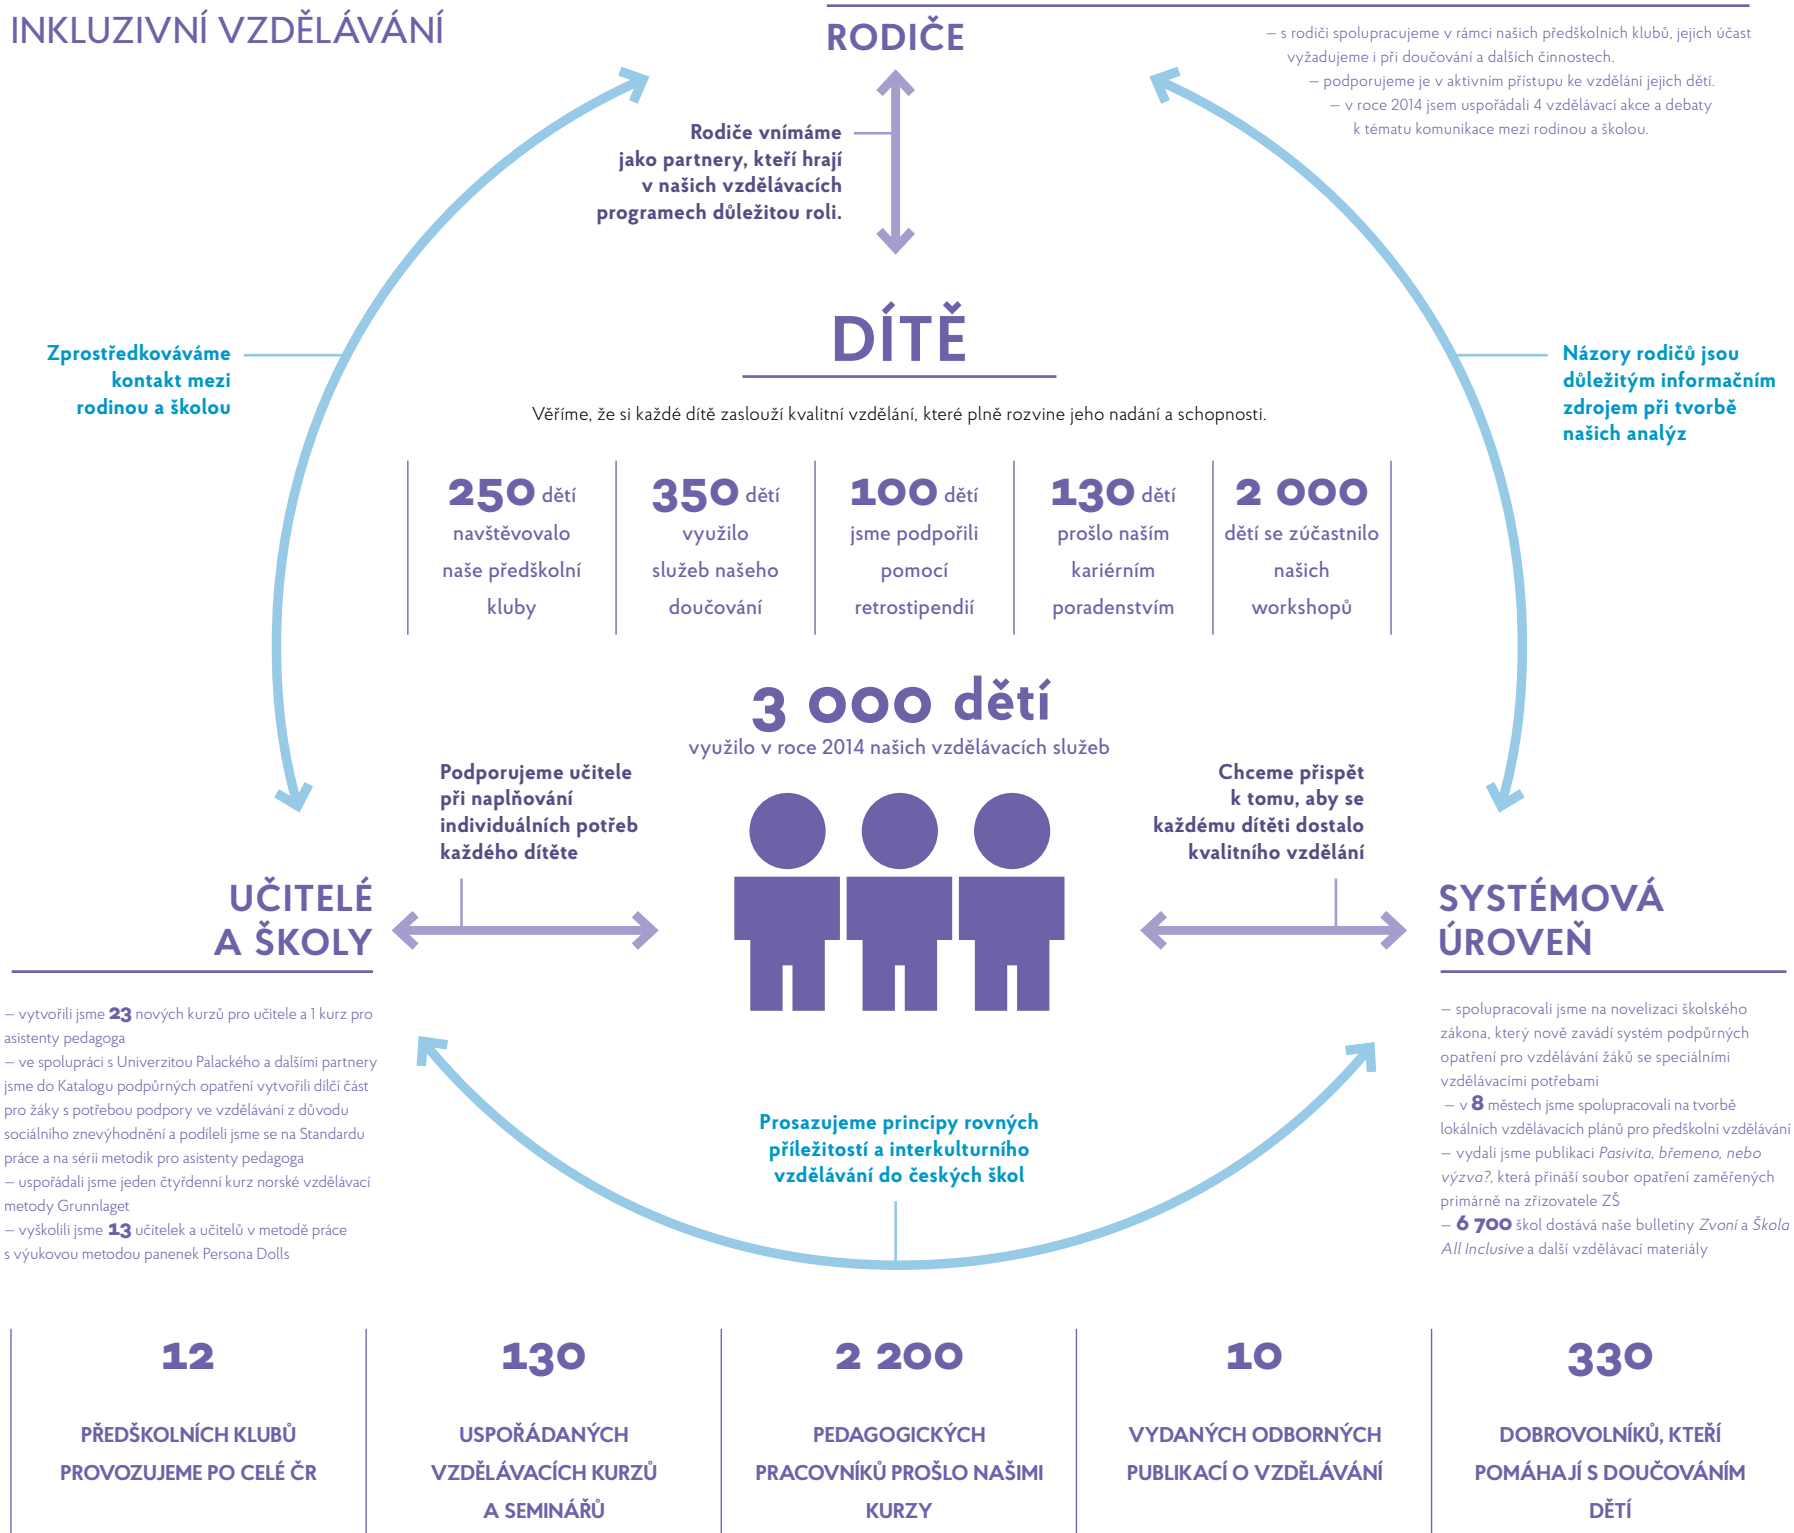 INKLUZIVNÍ VZDĚLÁVÁNÍ
RODIČE
– s rodiči spolupracujeme v rámci našich předškolních klubů, jejich účast
vyžadujeme i při doučování a dalších činnostech.
– podporujeme je v aktivním přístupu ke vzdělání jejich dětí.
– v roce 2014 jsem uspořádali 4 vzdělávací akce a debaty
k tématu komunikace mezi rodinou a školou.
Rodiče vnímáme
jako partnery, kteří hrají
v našich vzdělávacích
programech důležitou roli.
Zprostředkováváme
kontakt mezi
rodinou a školou
Názory rodičů jsou
důležitým informačním
zdrojem při tvorbě
našich analýz
DÍTĚ
Věříme, že si každé dítě zaslouží kvalitní vzdělání, které plně rozvine jeho nadání a schopnosti.
250 dětí
navštěvovalo
naše předškolní
kluby
350 dětí
využilo
služeb našeho
doučování
100 dětí
jsme podpořili
pomocí
retrostipendií
130 dětí
prošlo naším
kariérním
poradenstvím
2 000
dětí se zúčastnilo
našich
workshopů
3 000 dětí
využilo v roce 2014 našich vzdělávacích služeb
Podporujeme učitele
při naplňování
individuálních potřeb
každého dítěte
Chceme přispět
k tomu, aby se
každému dítěti dostalo
kvalitního vzdělání
UČITELÉ
A ŠKOLY
– vytvořili jsme 23 nových kurzů pro učitele a 1 kurz pro
asistenty pedagoga
– ve spolupráci s Univerzitou Palackého a dalšími partnery
jsme do Katalogu podpůrných opatření vytvořili dílčí část
pro žáky s potřebou podpory ve vzdělávání z důvodu
sociálního znevýhodnění a podíleli jsme se na Standardu
práce a na sérii metodik pro asistenty pedagoga
– uspořádali jsme jeden čtyřdenní kurz norské vzdělávací
metody Grunnlaget
– vyškolili jsme 13 učitelek a učitelů v metodě práce
s výukovou metodou panenek Persona Dolls
SYSTÉMOVÁ
ÚROVEŇ
– spolupracovali jsme na novelizaci školského
zákona, který nově zavádí systém podpůrných
opatření pro vzdělávání žáků se speciálními
vzdělávacími potřebami
– v 8 městech jsme spolupracovali na tvorbě
lokálních vzdělávacích plánů pro předškolní vzdělávání
– vydali jsme publikaci Pasivita, břemeno, nebo
výzva?, která přináší soubor opatření zaměřených
primárně na zřizovatele ZŠ
– 6 700 škol dostává naše bulletiny Zvoní a Škola
All Inclusive a další vzdělávací materiály
Prosazujeme principy rovných
příležitostí a interkulturního
vzdělávání do českých škol
12
PŘEDŠKOLNÍCH KLUBŮ
PROVOZUJEME PO CELÉ ČR
130
USPOŘÁDANÝCH
VZDĚLÁVACÍCH KURZŮ
A SEMINÁŘŮ
2 200
PEDAGOGICKÝCH
PRACOVNÍKŮ PROŠLO NAŠIMI
KURZY
10
VYDANÝCH ODBORNÝCH
PUBLIKACÍ O VZDĚLÁVÁNÍ
330
DOBROVOLNÍKŮ, KTEŘÍ
POMÁHAJÍ S DOUČOVÁNÍM
DĚTÍ